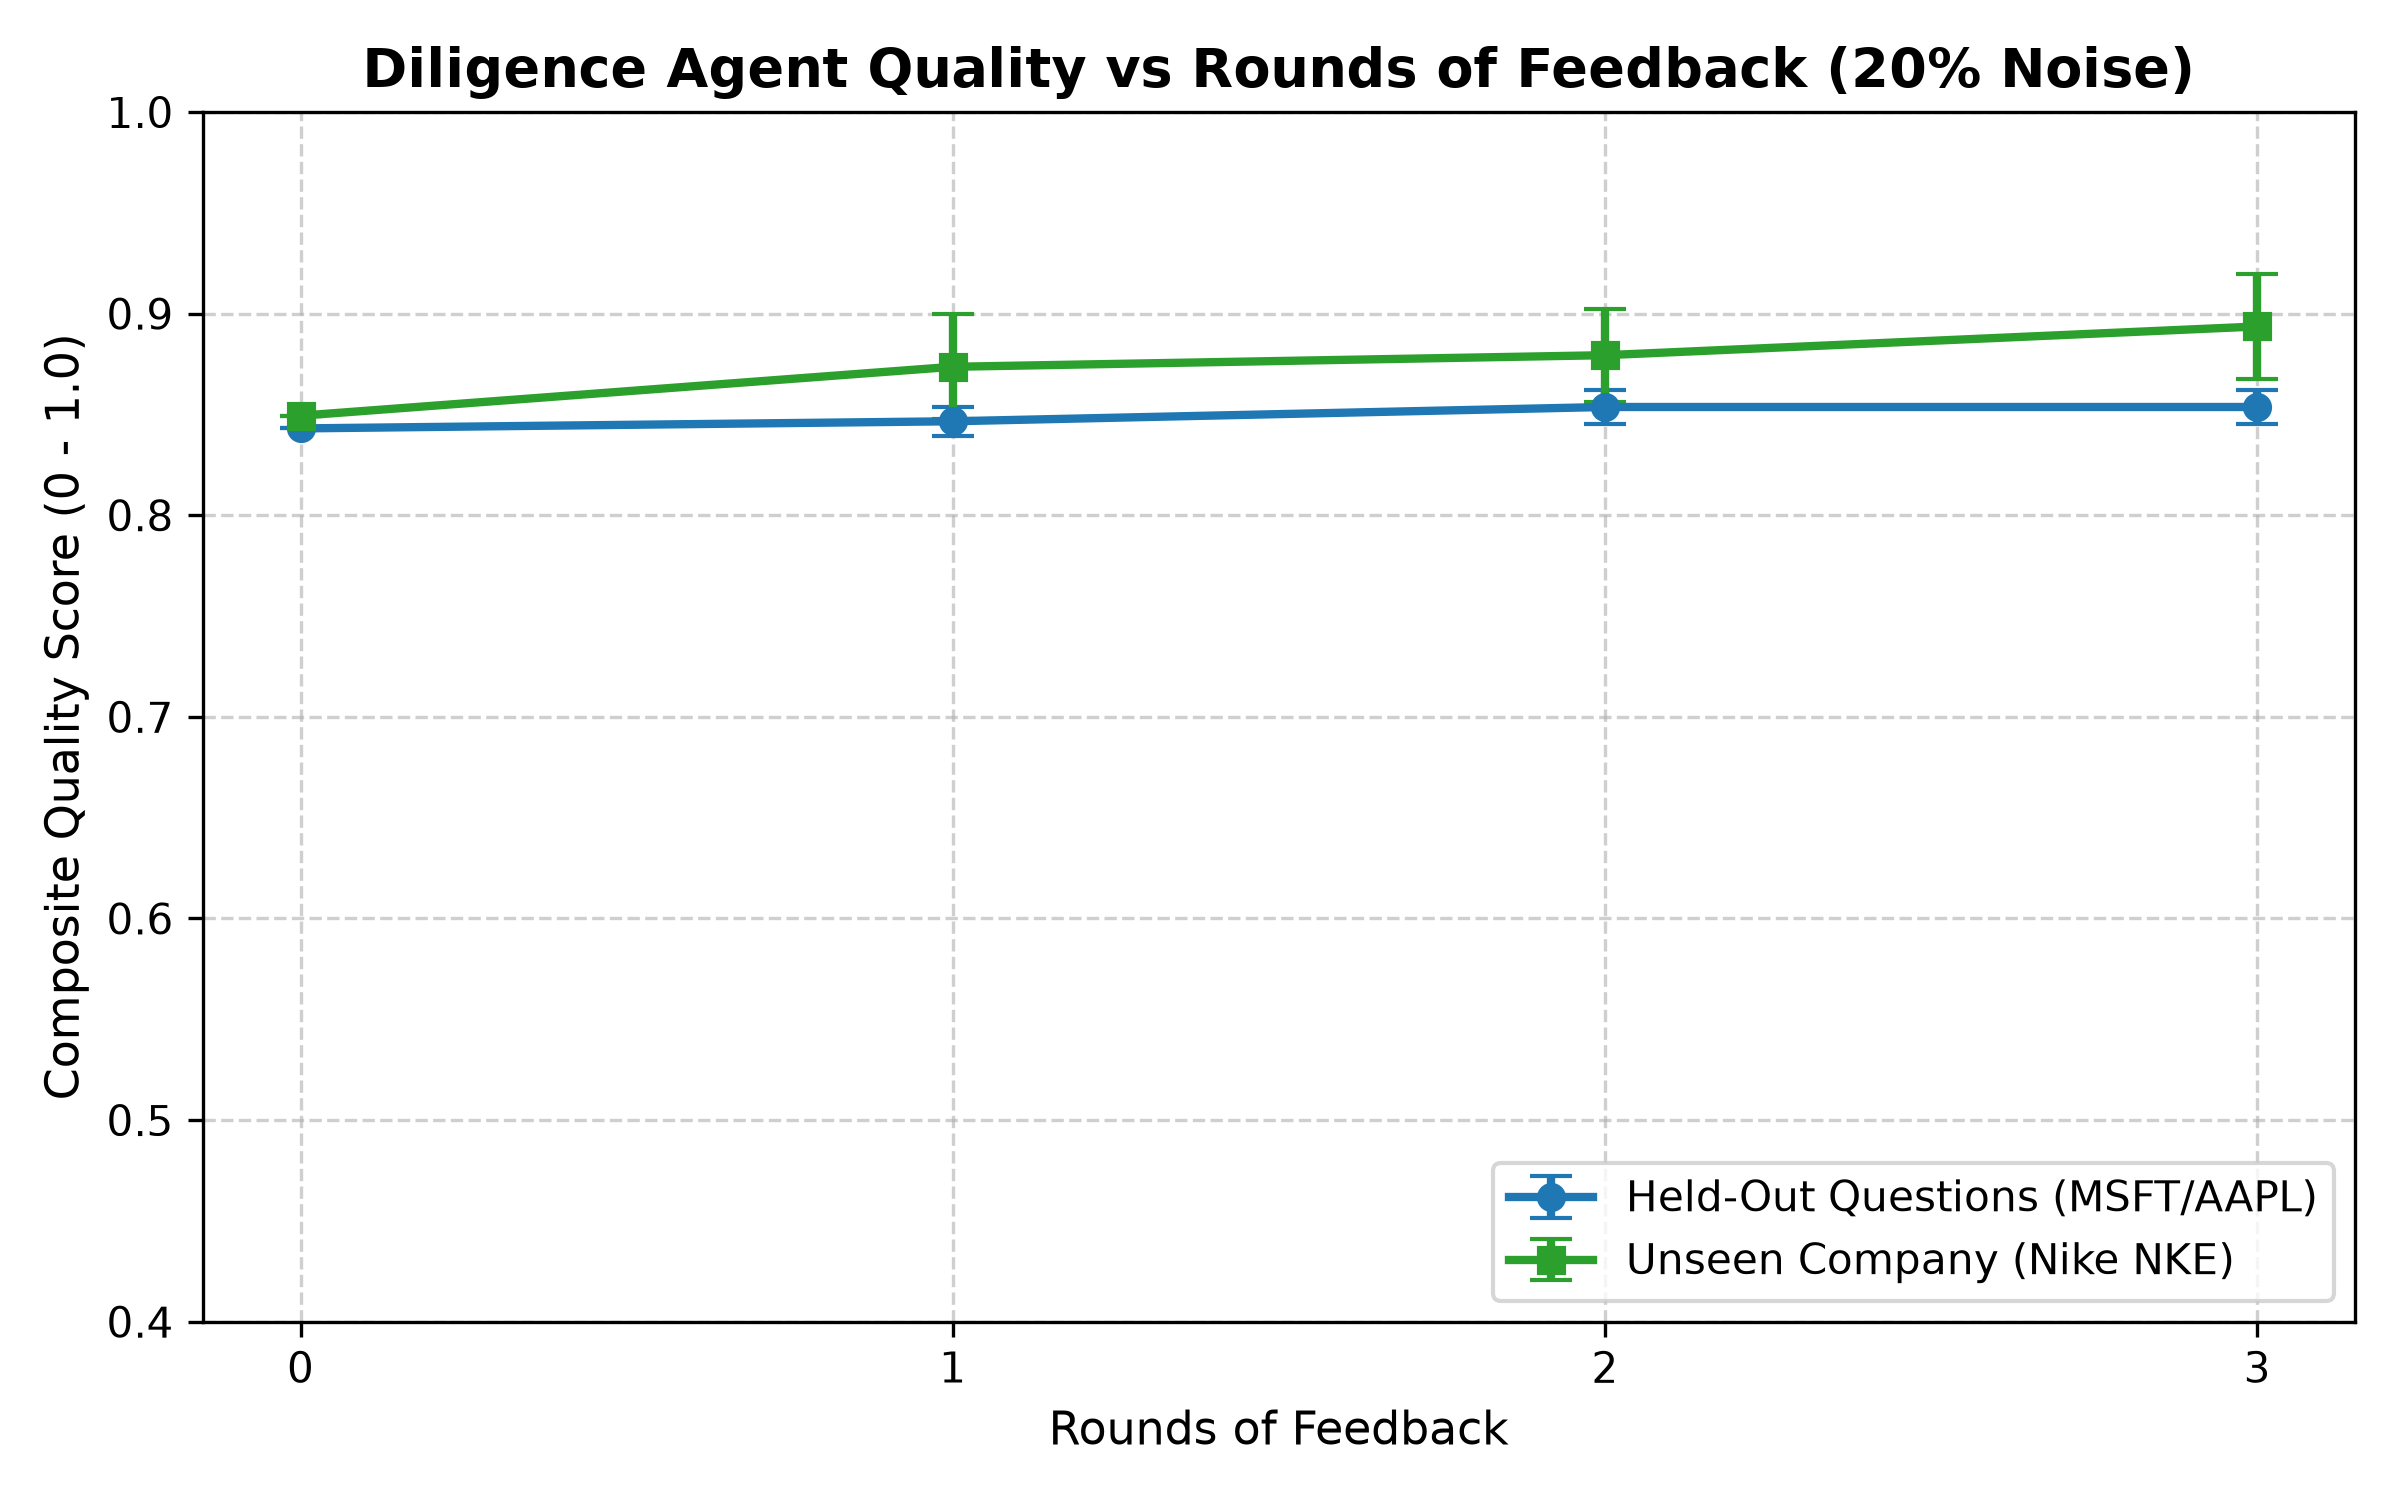 Diligence Agent Quality vs Rounds of Feedback (20% Noise)
Composite Quality Score (0 - 1.0)
1.0
0.9
0.8
0.7
0.6
0.5
0.4
Held-Out Questions (MSFT/AAPL)
Unseen Company (Nike NKE)
0 1 2 3
Rounds of Feedback